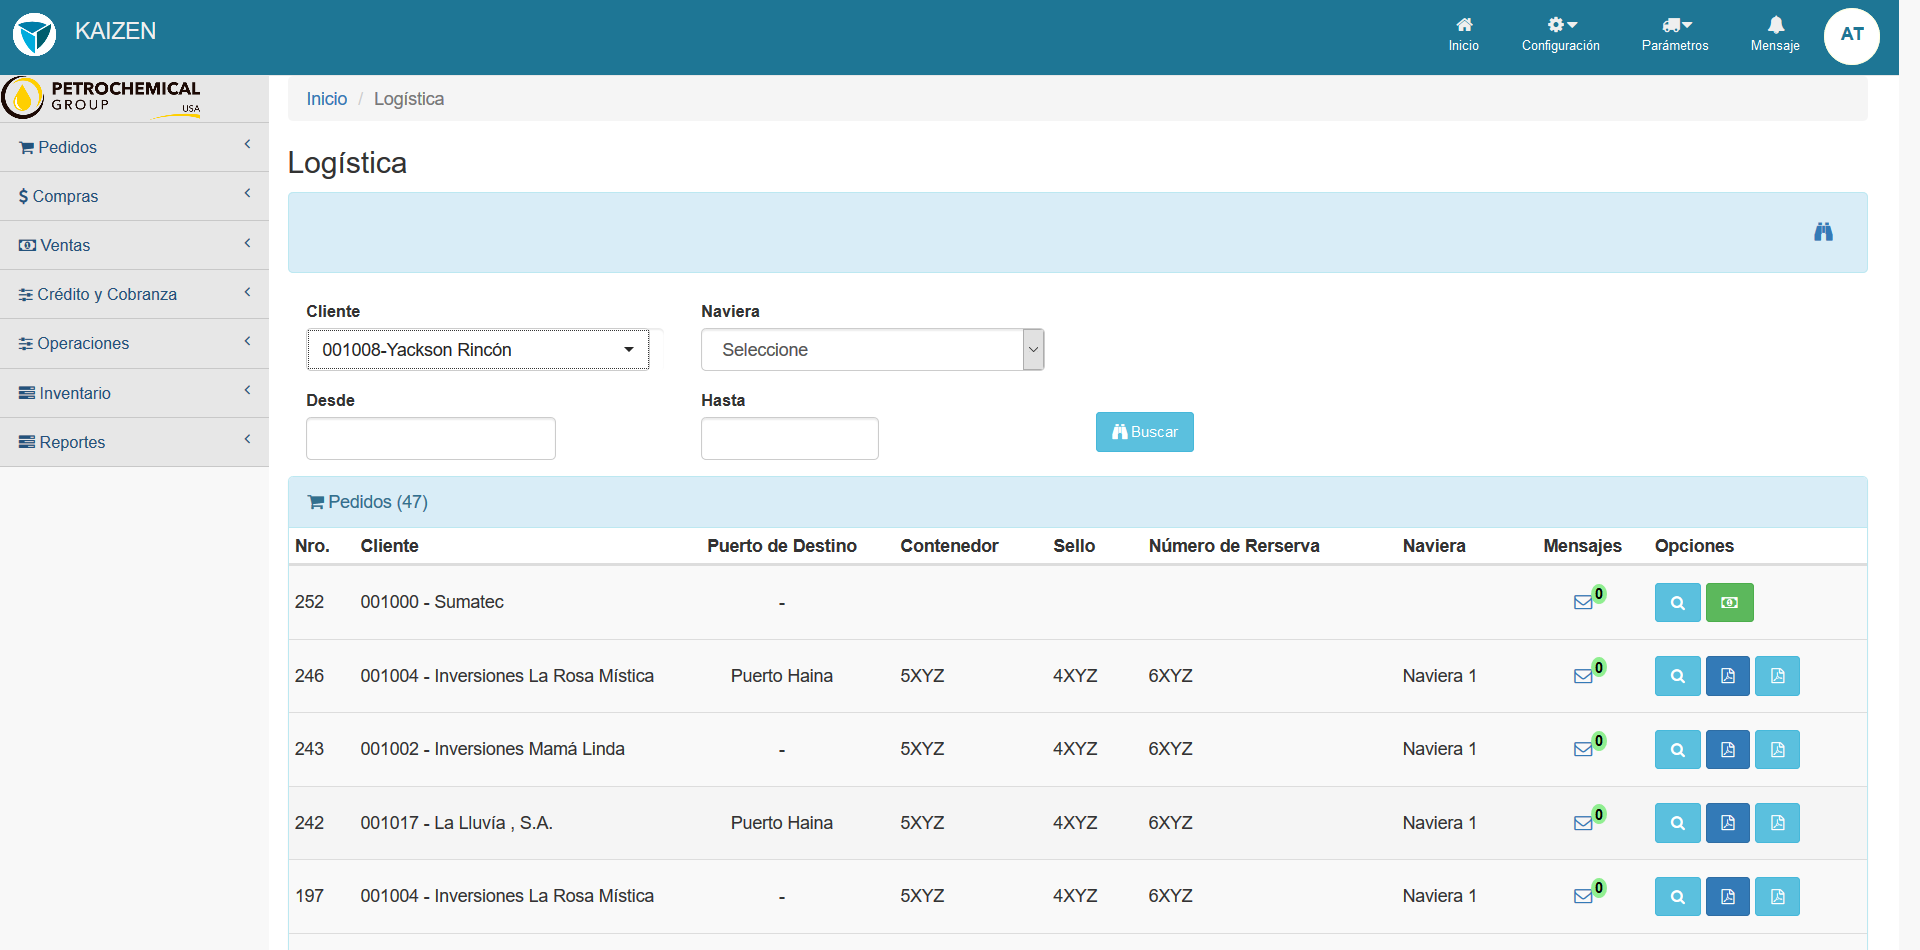 KAIZEN
Inicio
Configuración
Parámetros
Mensaje
AT
PETROCHEMICAL
GROUP
USA
Pedidos
Compras
Ventas
Crédito y Cobranza
Operaciones
Inventario
Reportes
Inicio / Logística
Logística
Cliente Naviera
001008-Yackson Rincón Seleccione
Desde Hasta
Buscar
Pedidos (47)
Nro. Cliente Puerto de Destino Contenedor Sello Número de Rerserva Naviera Mensajes Opciones
252 001000 - Sumatec - 0
246 001004 - Inversiones La Rosa Mística Puerto Haina 5XYZ 4XYZ 6XYZ Naviera 1 0
243 001002 - Inversiones Mamá Linda - 5XYZ 4XYZ 6XYZ Naviera 1 0
242 001017 - La Lluvía , S.A. Puerto Haina 5XYZ 4XYZ 6XYZ Naviera 1 0
197 001004 - Inversiones La Rosa Mística - 5XYZ 4XYZ 6XYZ Naviera 1 0